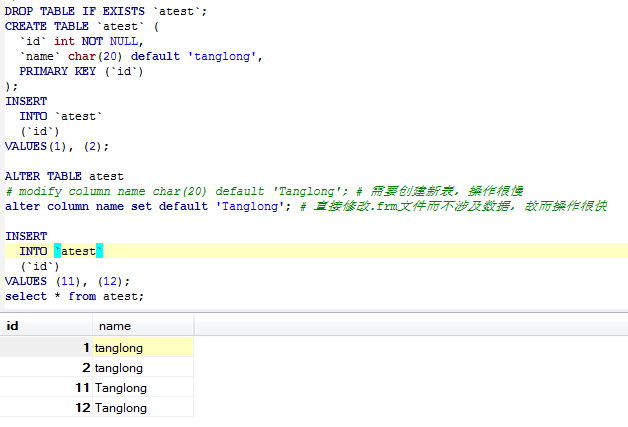 DROP TABLE IF EXISTS `atest`;
CREATE TABLE `atest` (
`id` int NOT NULL,
`name` char(20) default 'tanglong',
PRIMARY KEY (`id`)
);
INSERT
INTO `atest`
(`id`)
VALUES(1), (2);
ALTER TABLE atest
# modify column name char(20) default 'Tanglong'; # 需要创建新表，操作很慢
alter column name set default 'Tanglong'; # 直接修改.frm文件而不涉及数据，故而操作很快
INSERT
INTO `atest`
(`id`)
VALUES (11), (12);
select * from atest;
id name
1 tanglong
2 tanglong
11 Tanglong
12 Tanglong